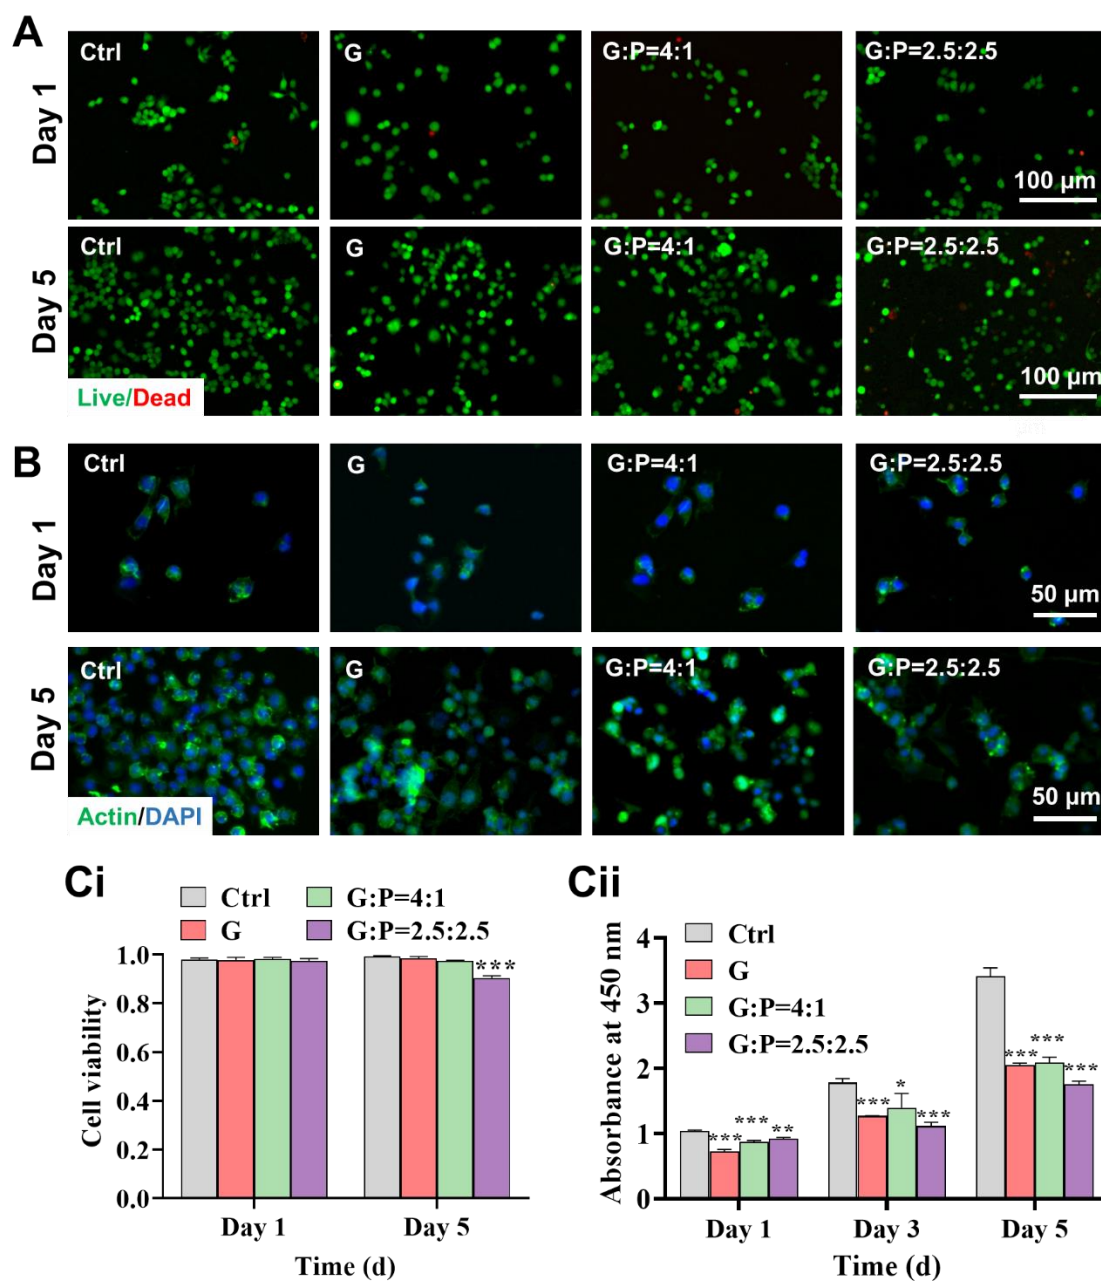 A
Day 1
Ctrl
G
G:P=4:1
G:P=2.5:2.5
100 µm
Day 5
Ctrl
G
G:P=4:1
G:P=2.5:2.5
Live/Dead
100 µm
µm
B
Day 1
Ctrl
G
G:P=4:1
G:P=2.5:2.5
50 µm
Day 5
Ctrl
G
G:P=4:1
G:P=2.5:2.5
Actin/DAPI
50 µm
Ci
Ctrl
G:P=4:1
G
G:P=2.5:2.5
Cell viability
1.0
0.8
0.6
0.4
0.2
0.0
***
Day 1
Day 5
Time (d)
Cii
Ctrl
G
G:P=4:1
G:P=2.5:2.5
Absorbance at 450 nm
4
3
2
1
0
***
***
**
***
*
***
***
***
***
Day 1
Day 3
Day 5
Time (d)